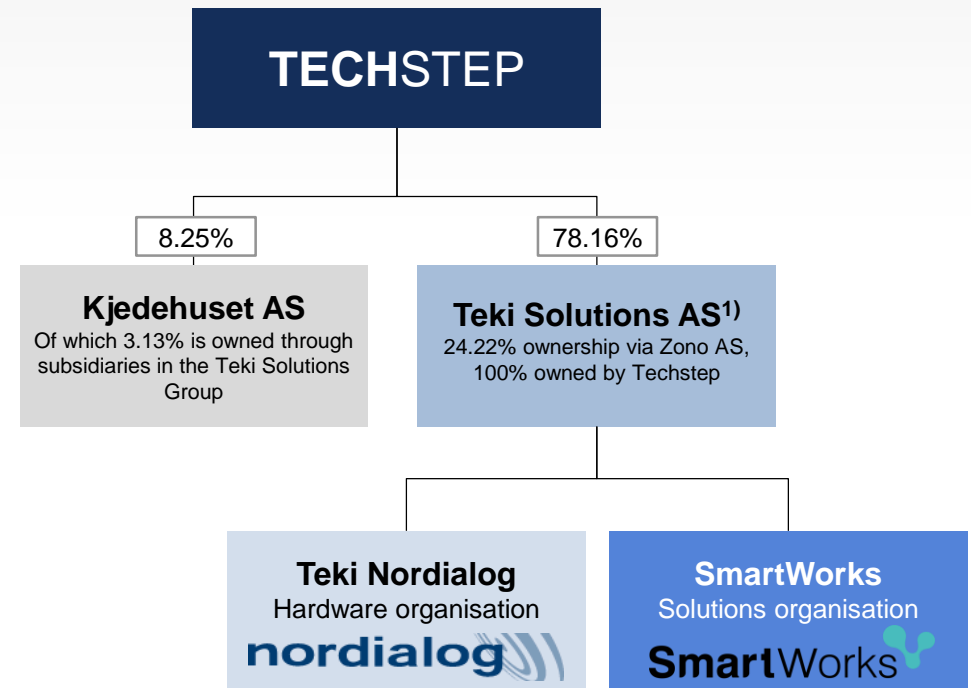 TECHSTEP
8.25%
78.16%
Kjedehuset AS
Of which 3.13% is owned through
subsidiaries in the Teki Solutions
Group
Teki Solutions AS1)
24.22% ownership via Zono AS,
100% owned by Techstep
Teki Nordialog
Hardware organisation
nordialog
SmartWorks
Solutions organisation
SmartWorks